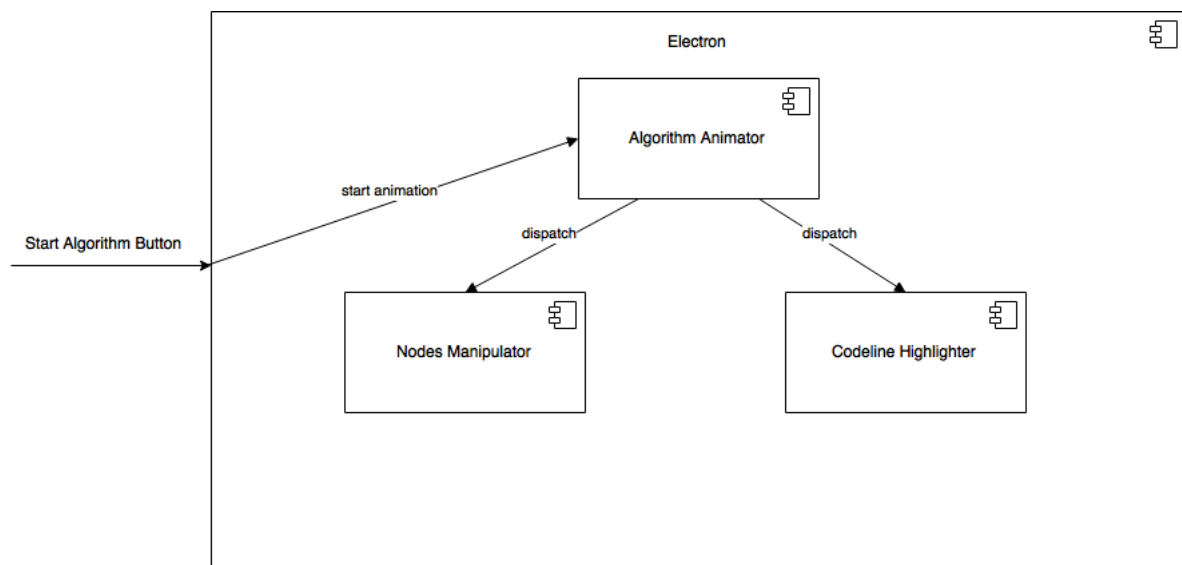 Electron
Algorithm Animator
start animation
dispatch
dispatch
Start Algorithm Button
Nodes Manipulator
Codeline Highlighter